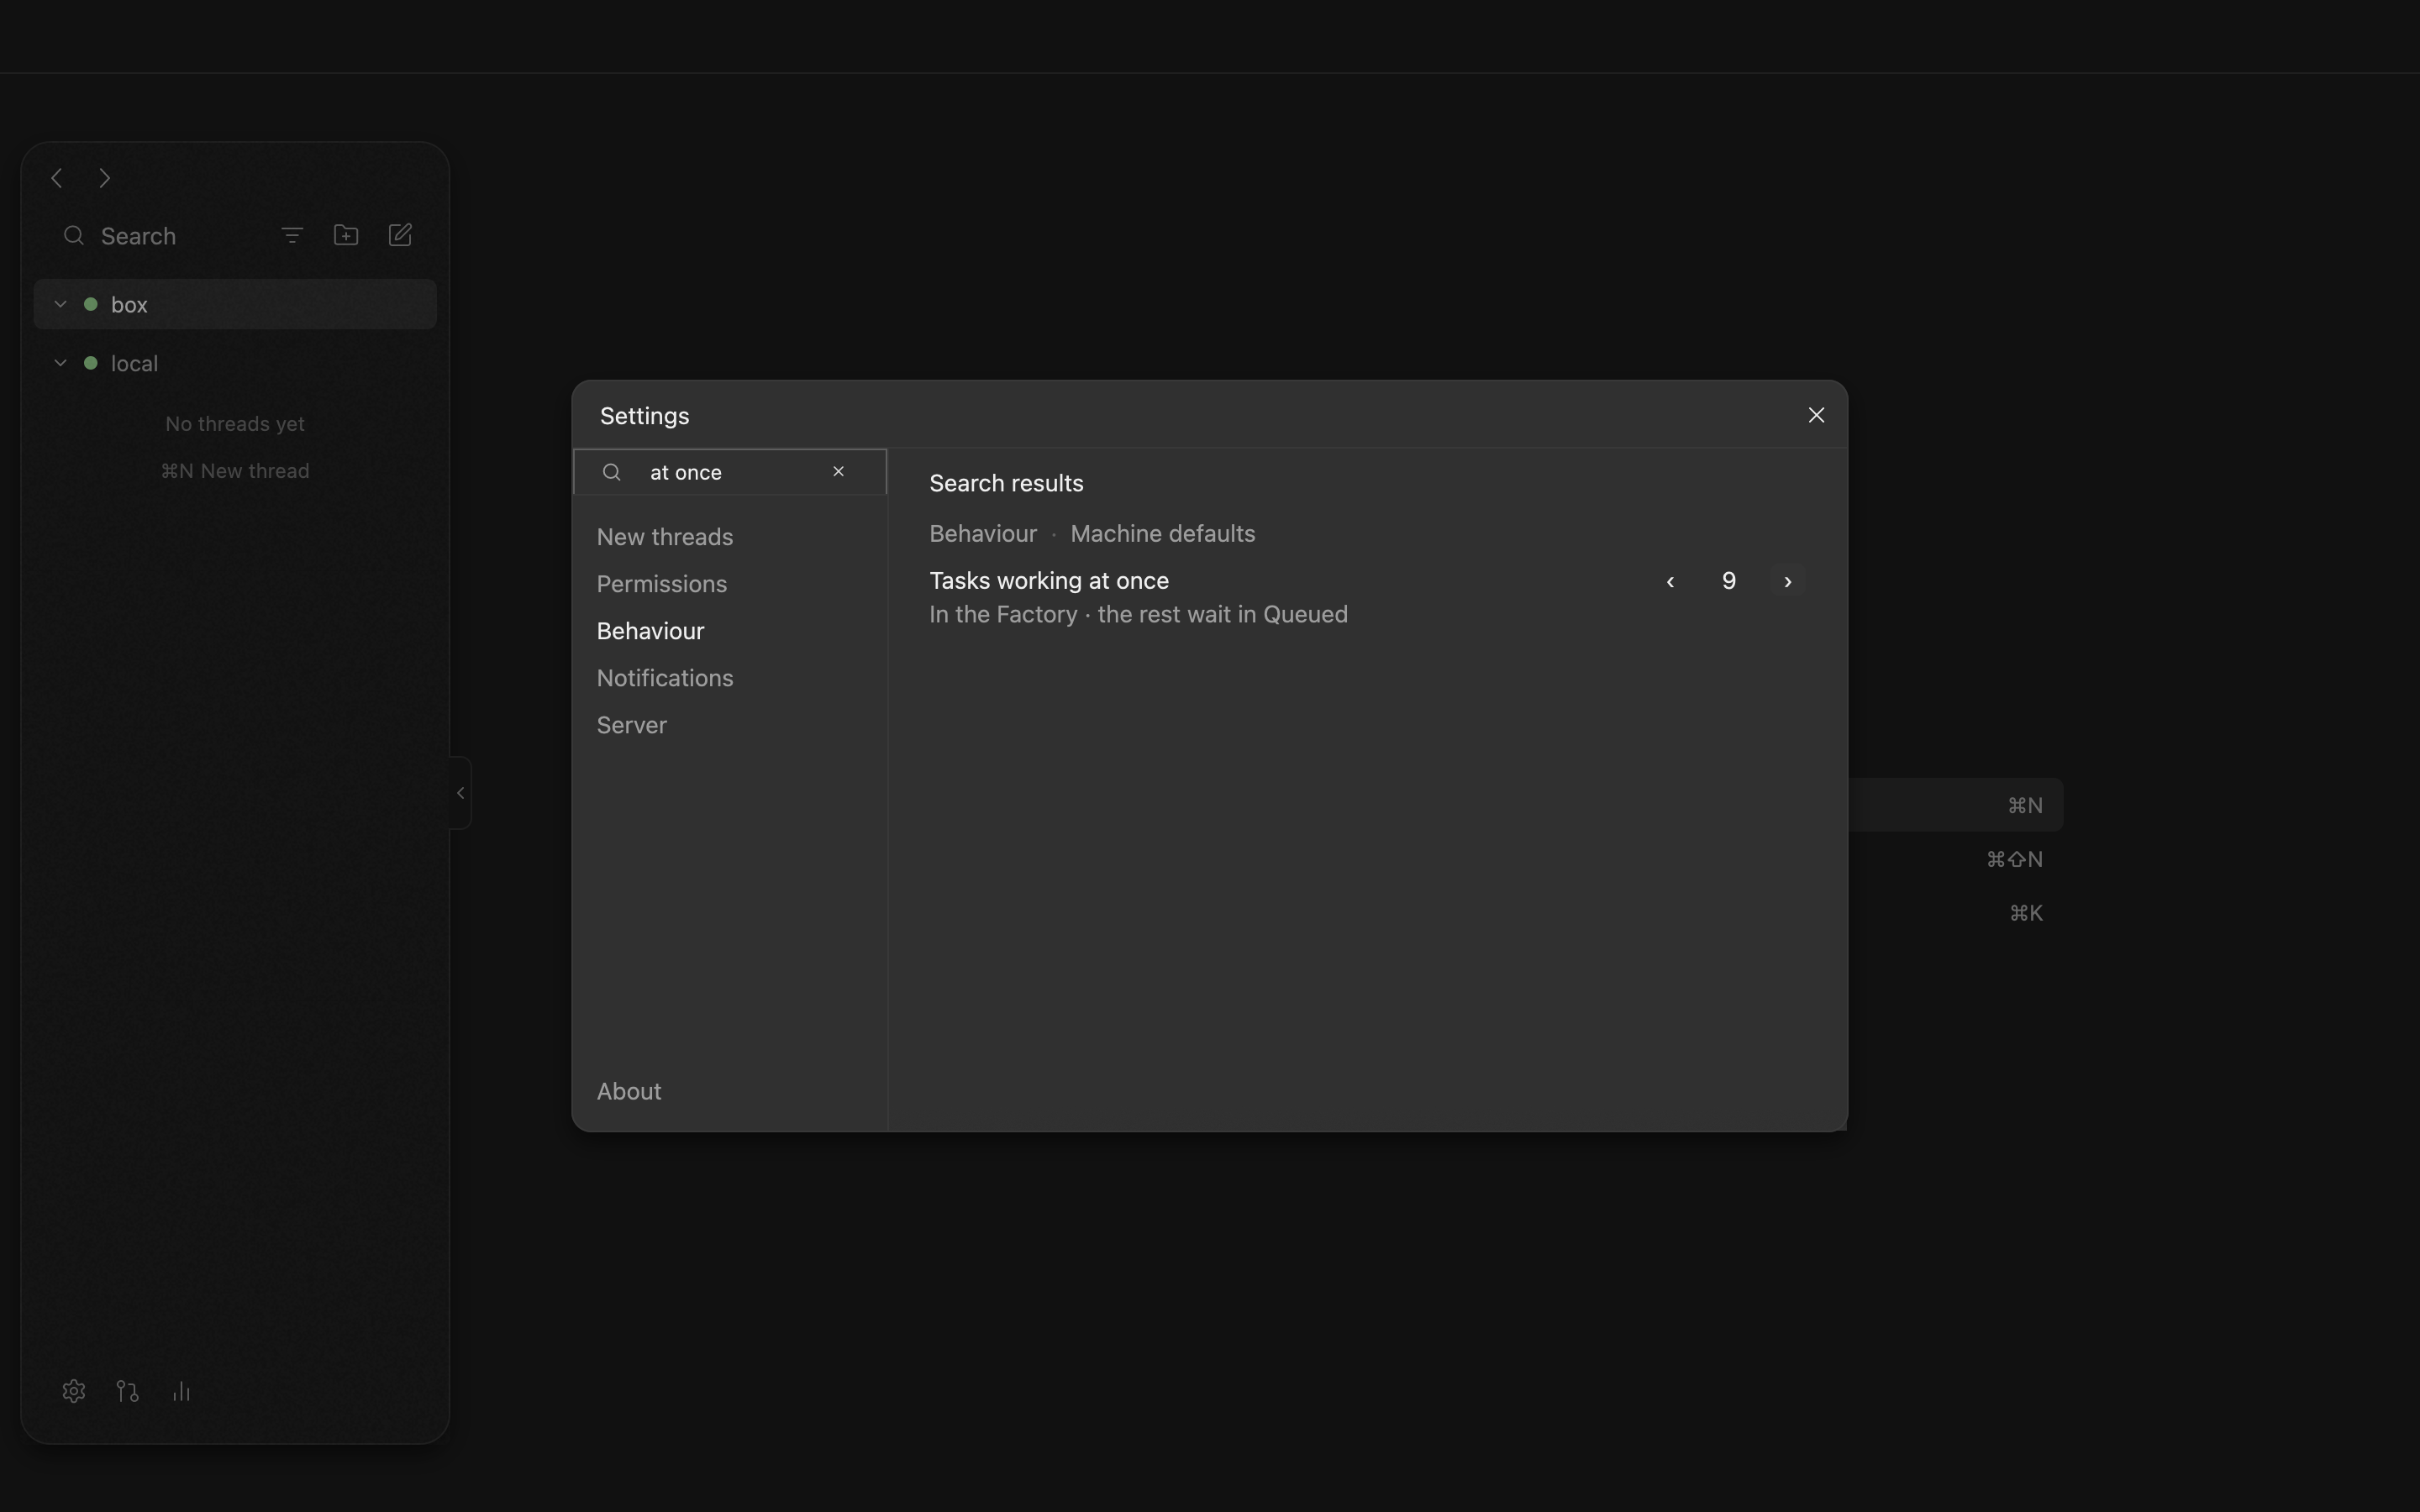 Search
box
local
No threads yet
⌘N New thread
Settings
at once
New threads
Permissions
Behaviour
Notifications
Server
About
Search results
Behaviour · Machine defaults
Tasks working at once
‹ 9 ›
In the Factory · the rest wait in Queued
⌘N
⌘⇧N
⌘K